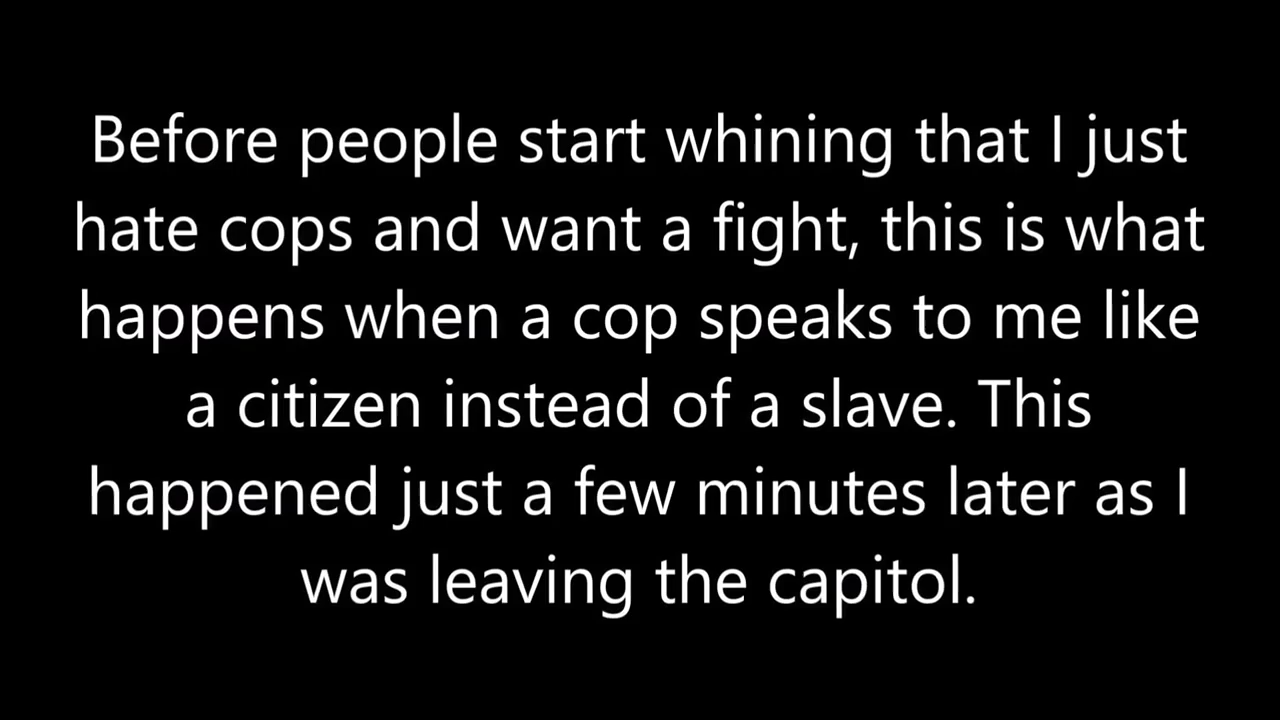 Before people start whining that I just
hate cops and want a fight, this is what
happens when a cop speaks to me like
a citizen instead of a slave. This
happened just a few minutes later as I
was leaving the capitol.